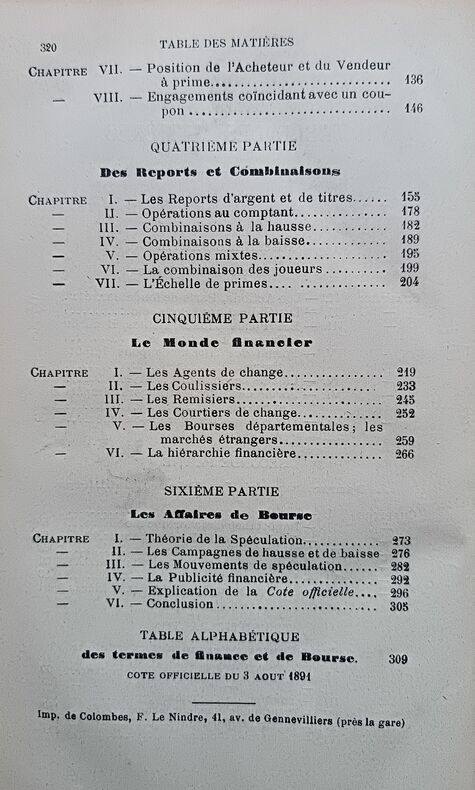 320 TABLE DES MATIÈRES
CHAPITRE VII. — Position de l'Acheteur et du Vendeur
à prime............................ 136
— VIII. — Engagements coïncidant avec un cou-
pon ............................... 146
QUATRIÈME PARTIE
Des Reports et Combinaisons
CHAPITRE I. — Les Reports d'argent et de titres...... 155
— II. — Opérations au comptant.............. 178
— III. — Combinaisons à la hausse............ 182
— IV. — Combinaisons à la baisse............ 189
— V. — Opérations mixtes................... 195
— VI. — La combinaison des joueurs ......... 199
— VII. — L'Échelle de primes.... ............ 204
CINQUIÈME PARTIE
Le Monde financier
CHAPITRE I. — Les Agents de change................ 219
— II. — Les Coulissiers..................... 233
— III. — Les Remisiers....................... 245
— IV. — Les Courtiers de change............. 252
— V. — Les Bourses départementales; les
marchés étrangers................ 259
— VI. — La hiérarchie financière............ 266
SIXIÈME PARTIE
Les Affaires de Bourse
CHAPITRE I. — Théorie de la Spéculation........... 273
— II. — Les Campagnes de hausse et de baisse 276
— III. — Les Mouvements de spéculation...... 282
— IV. — La Publicité financière............. 292
— V. — Explication de la Cote officielle.... 296
— VI. — Conclusion ......................... 305
TABLE ALPHABÉTIQUE
des termes de finance et de Bourse. 309
COTE OFFICIELLE DU 3 AOUT 1891
Imp. de Colombes, F. Le Nindre, 41, av. de Gennevilliers (près la gare)